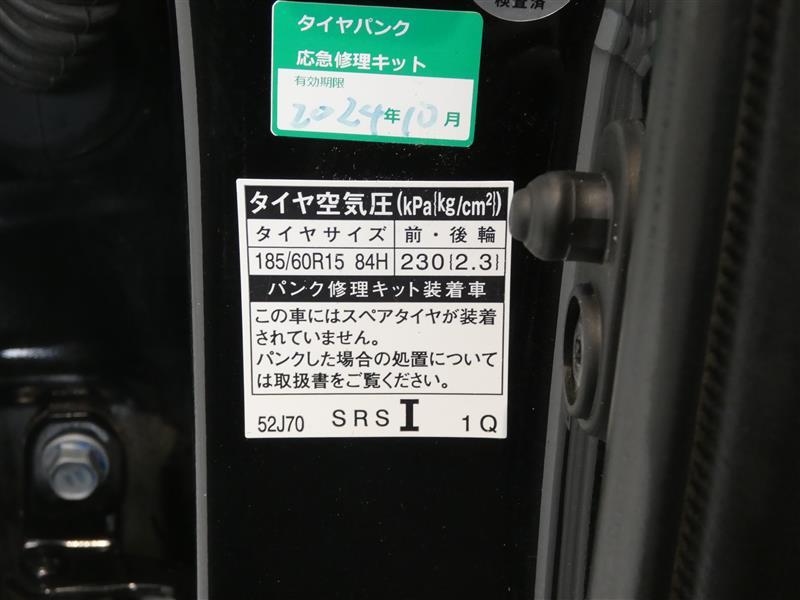 検査済
タイヤパンク
応急修理キット
有効期限
2024年10月
タイヤ空気圧(kPa{kg/cm²})
タイヤサイズ 前・後輪
185/60R15 84H 230{2.3}
パンク修理キット装着車
この車にはスペアタイヤが装着
されていません。
パンクした場合の処置について
は取扱書をご覧ください。
52J70 SRS I 1Q